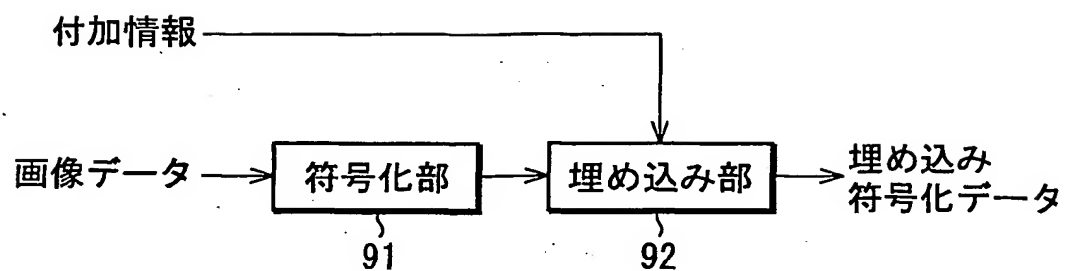 付加情報
画像データ
符号化部
埋め込み部
埋め込み
符号化データ
91
92